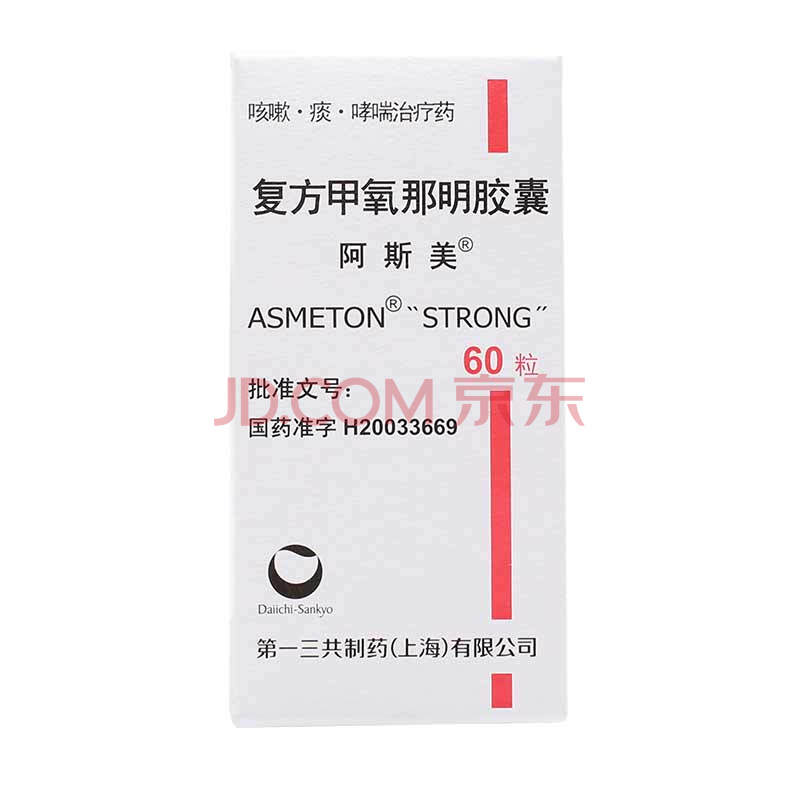 咳嗽·痰·哮喘治疗药
复方甲氧那明胶囊
阿斯美®
ASMETON® “STRONG”
60 粒
批准文号：
JD.COM 京东
国药准字 H20033669
Daiichi-Sankyo
第一三共制药(上海)有限公司